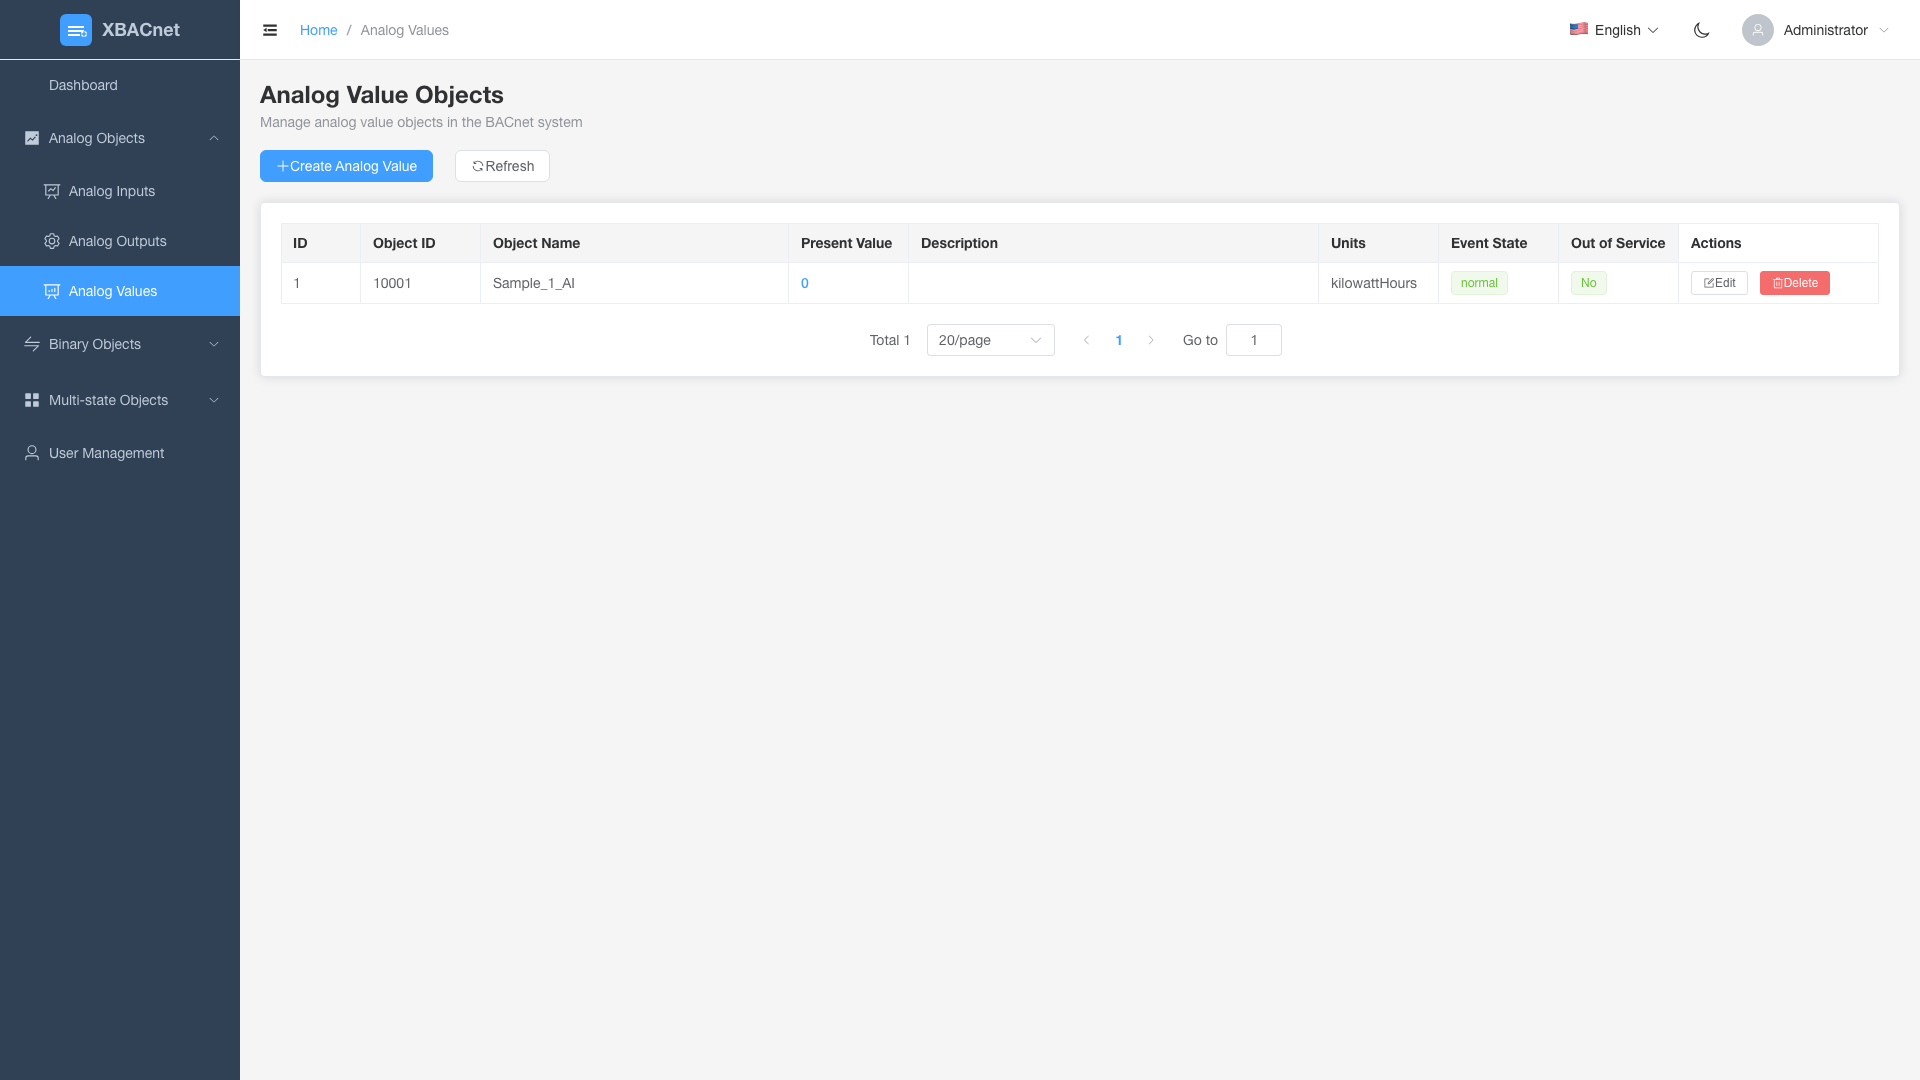 XBACnet
Home / Analog Values
English
Administrator
Dashboard
Analog Objects
Analog Inputs
Analog Outputs
Analog Values
Binary Objects
Multi-state Objects
User Management
Analog Value Objects
Manage analog value objects in the BACnet system
Create Analog Value
Refresh
ID Object ID Object Name Present Value Description Units Event State Out of Service Actions
1 10001 Sample_1_AI 0 kilowattHours normal No Edit Delete
Total 1 20/page 1 Go to 1